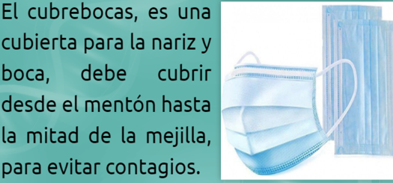 El cubrebocas, es una
cubierta para la nariz y
boca, debe cubrir
desde el mentón hasta
la mitad de la mejilla,
para evitar contagios.